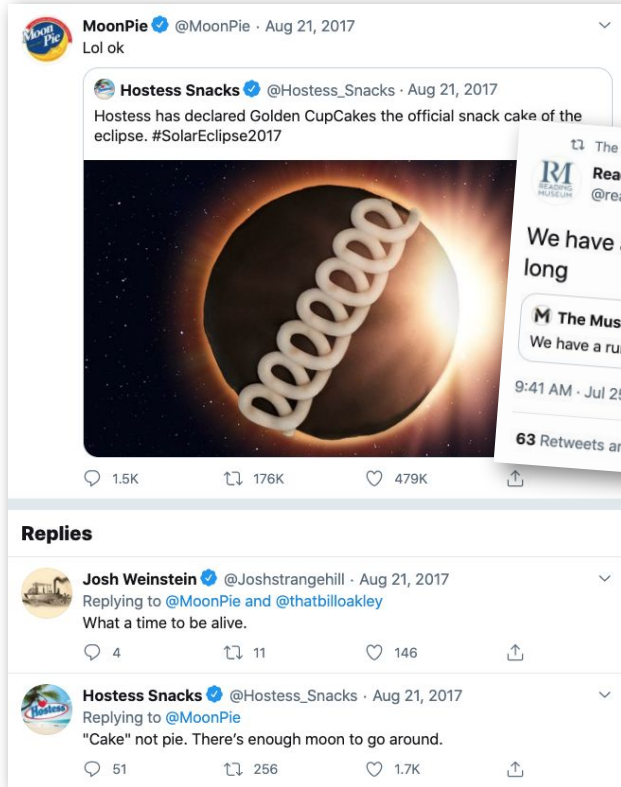 Moon Pie
MoonPie @MoonPie · Aug 21, 2017
Lol ok
Hostess Snacks @Hostess_Snacks · Aug 21, 2017
Hostess has declared Golden CupCakes the official snack cake of the
eclipse. #SolarEclipse2017
1.5K 176K 479K
The
RM
READING
MUSEUM
We have
long
M The
We have a
9:41 AM · Jul
63 Retweets
Replies
Josh Weinstein @Joshstrangehill · Aug 21, 2017
Replying to @MoonPie and @thatbilloakley
What a time to be alive.
4 11 146
Hostess
Hostess Snacks @Hostess_Snacks · Aug 21, 2017
Replying to @MoonPie
"Cake" not pie. There's enough moon to go around.
51 256 1.7K